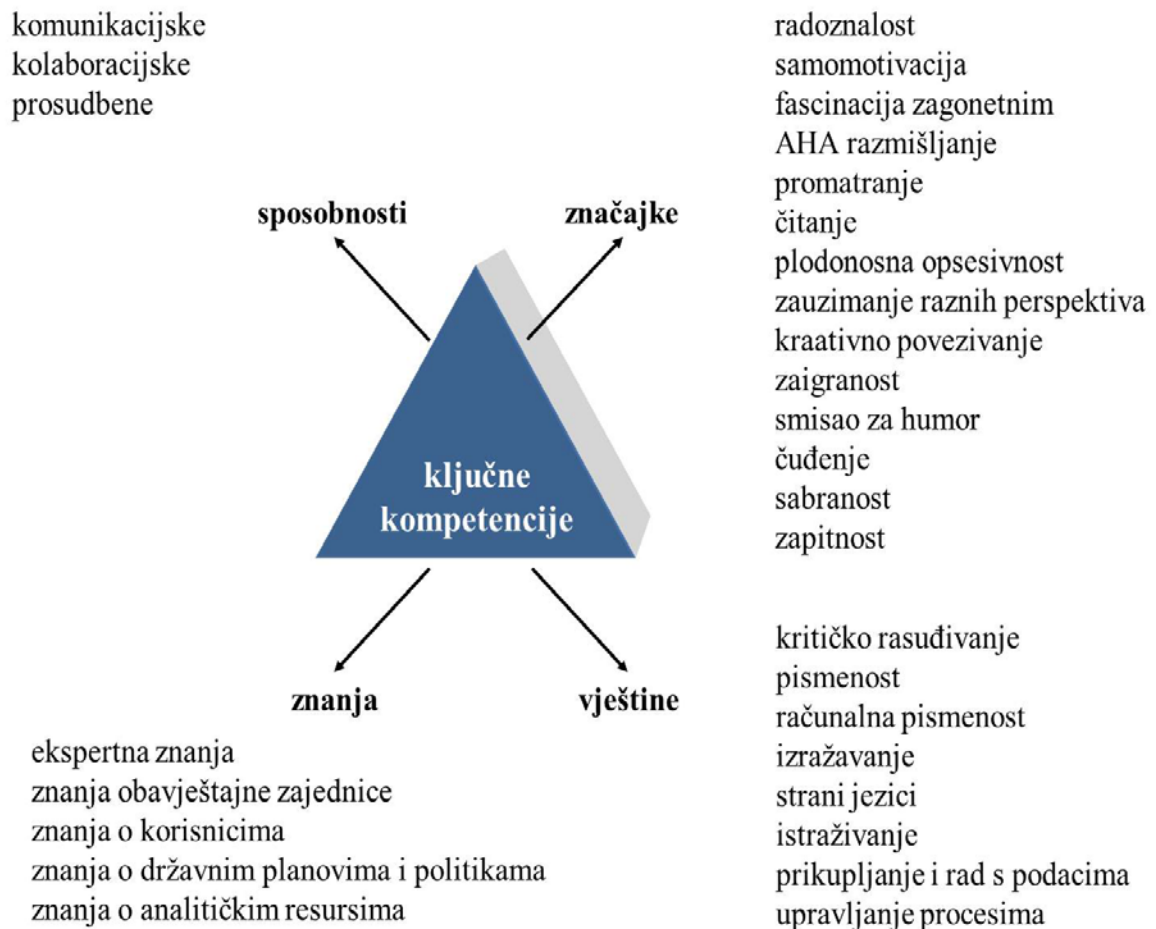 komunikacijske
kolaboracijske
prosudbene
sposobnosti
značajke
radoznalost
samomotivacija
fascinacija zagonetnim
AHA razmišljanje
promatranje
čitanje
plodonosna opsesivnost
zauzimanje raznih perspektiva
kraativno povezivanje
zaigranost
smisao za humor
čuđenje
sabranost
zapitnost
ključne
kompetencije
znanja
vještine
ekspertna znanja
znanja obavještajne zajednice
znanja o korisnicima
znanja o državnim planovima i politikama
znanja o analitičkim resursima
kritičko rasuđivanje
pismenost
računalna pismenost
izražavanje
strani jezici
istraživanje
prikupljanje i rad s podacima
upravljanje procesima